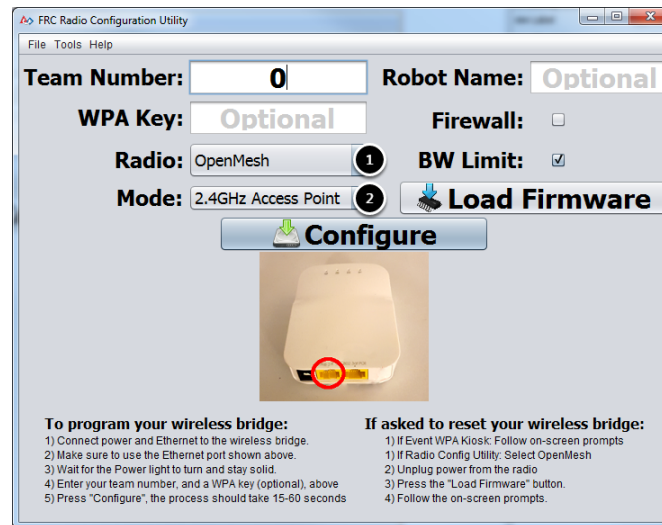 FRC Radio Configuration Utility
File Tools Help
Team Number: 0 Robot Name: Optional
WPA Key: Optional Firewall:
Radio: OpenMesh 1 BW Limit:
Mode: 2.4GHz Access Point 2 Load Firmware
Configure
To program your wireless bridge:
1) Connect power and Ethernet to the wireless bridge.
2) Make sure to use the Ethernet port shown above.
3) Wait for the Power light to turn and stay solid.
4) Enter your team number, and a WPA key (optional), above
5) Press "Configure", the process should take 15-60 seconds
If asked to reset your wireless bridge:
1) If Event WPA Kiosk: Follow on-screen prompts
1) If Radio Config Utility: Select OpenMesh
2) Unplug power from the radio
3) Press the "Load Firmware" button.
4) Follow the on-screen prompts.